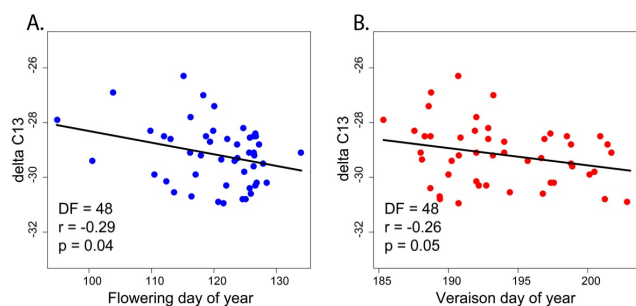 A.
delta C13
-26
-28
-30
-32
DF = 48
r = -0.29
p = 0.04
100
110
120
130
Flowering day of year
B.
delta C13
-26
-28
-30
-32
DF = 48
r = -0.26
p = 0.05
185
190
195
200
Veraison day of year